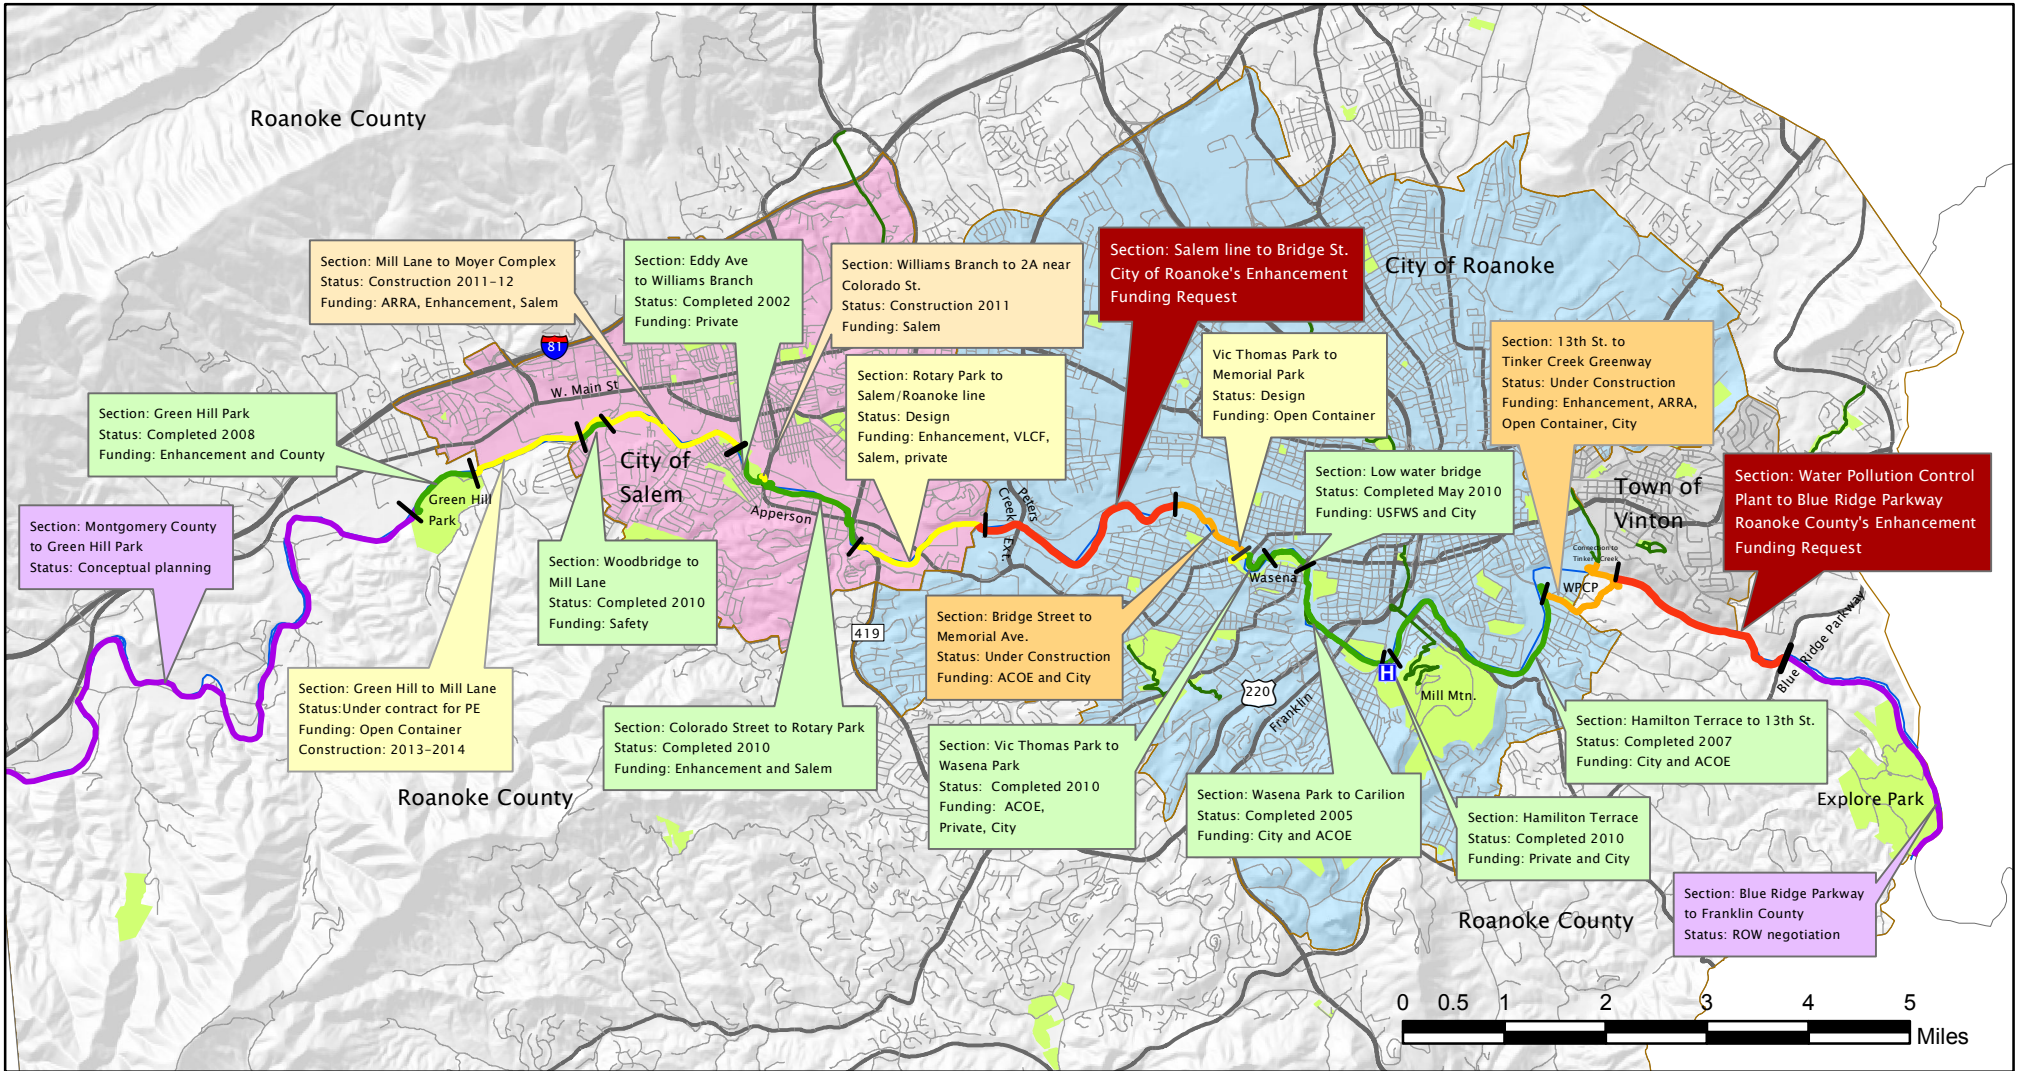 Roanoke County
Section: Mill Lane to Moyer Complex
Status: Construction 2011-12
Funding: ARRA, Enhancement, Salem
Section: Eddy Ave
to Williams Branch
Status: Completed 2002
Funding: Private
Section: Williams Branch to 2A near
Colorado St.
Status: Construction 2011
Funding: Salem
Section: Salem line to Bridge St.
City of Roanoke's Enhancement
Funding Request
City of Roanoke
81
W. Main St
Section: Rotary Park to
Salem/Roanoke line
Status: Design
Funding: Enhancement, VLCF,
Salem, private
Vic Thomas Park to
Memorial Park
Status: Design
Funding: Open Container
Section: 13th St. to
Tinker Creek Greenway
Status: Under Construction
Funding: Enhancement, ARRA,
Open Container, City
Section: Green Hill Park
Status: Completed 2008
Funding: Enhancement and County
City of
Salem
Section: Low water bridge
Status: Completed May 2010
Funding: USFWS and City
Town of
Vinton
Section: Water Pollution Control
Plant to Blue Ridge Parkway
Roanoke County's Enhancement
Funding Request
Green Hill
Park
Apperson
Peters
Creek Ext.
Section: Montgomery County
to Green Hill Park
Status: Conceptual planning
Section: Woodbridge to
Mill Lane
Status: Completed 2010
Funding: Safety
Wasena
Connection to
Tinker Creek
WPCP
419
Section: Bridge Street to
Memorial Ave.
Status: Under Construction
Funding: ACOE and City
Blue Ridge Parkway
H
220
Franklin
Mill Mtn.
Section: Green Hill to Mill Lane
Status:Under contract for PE
Funding: Open Container
Construction: 2013-2014
Section: Colorado Street to Rotary Park
Status: Completed 2010
Funding: Enhancement and Salem
Section: Vic Thomas Park to
Wasena Park
Status: Completed 2010
Funding: ACOE,
Private, City
Section: Hamilton Terrace to 13th St.
Status: Completed 2007
Funding: City and ACOE
Roanoke County
Section: Wasena Park to Carilion
Status: Completed 2005
Funding: City and ACOE
Section: Hamiliton Terrace
Status: Completed 2010
Funding: Private and City
Explore Park
Section: Blue Ridge Parkway
to Franklin County
Status: ROW negotiation
Roanoke County
0 0.5 1 2 3 4 5
Miles